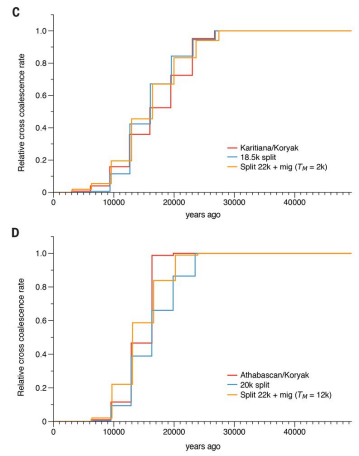 C
Relative cross coalescence rate
1.0
0.8
0.6
0.4
0.2
0
Karitiana/Koryak
18.5k split
Split 22k + mig (TM = 2k)
0 10000 20000 30000 40000
years ago
D
Relative cross coalescence rate
1.0
0.8
0.6
0.4
0.2
0
Athabascan/Koryak
20k split
Split 22k + mig (TM = 12k)
0 10000 20000 30000 40000
years ago